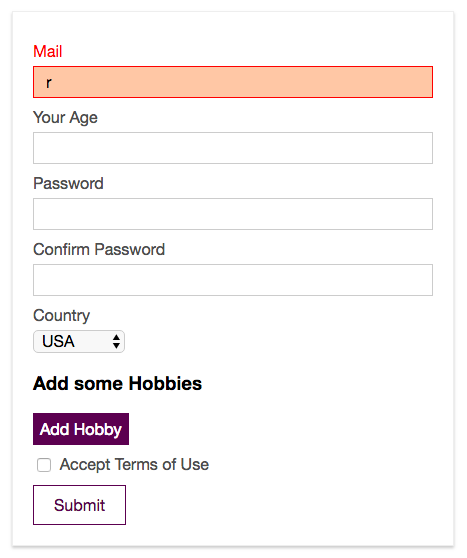 Mail
r
Your Age
Password
Confirm Password
Country
USA
Add some Hobbies
Add Hobby
Accept Terms of Use
Submit